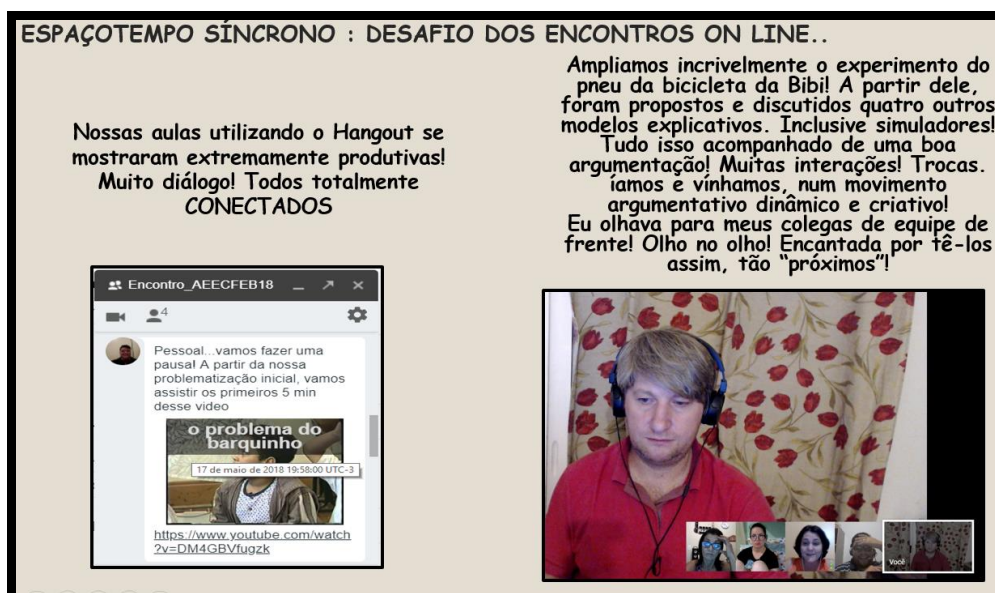 ESPAÇOTEMPO SÍNCRONO : DESAFIO DOS ENCONTROS ON LINE..
Nossas aulas utilizando o Hangout se
mostraram extremamente produtivas!
Muito diálogo! Todos totalmente
CONECTADOS
Ampliamos incrivelmente o experimento do
pneu da bicicleta da Bibi! A partir dele,
foram propostos e discutidos quatro outros
modelos explicativos. Inclusive simuladores!
Tudo isso acompanhado de uma boa
argumentação! Muitas interações! Trocas.
íamos e vínhamos, num movimento
argumentativo dinâmico e criativo!
Eu olhava para meus colegas de equipe de
frente! Olho no olho! Encantada por tê-los
assim, tão “próximos”!
Encontro_AEECFEB18
4
Pessoal...vamos fazer uma
pausa! A partir da nossa
problematização inicial, vamos
assistir os primeiros 5 min
desse video
o problema do
barquinho
17 de maio de 2018 19:58:00 UTC-3
https://www.youtube.com/watch
?v=DM4GBVfugzk
Você